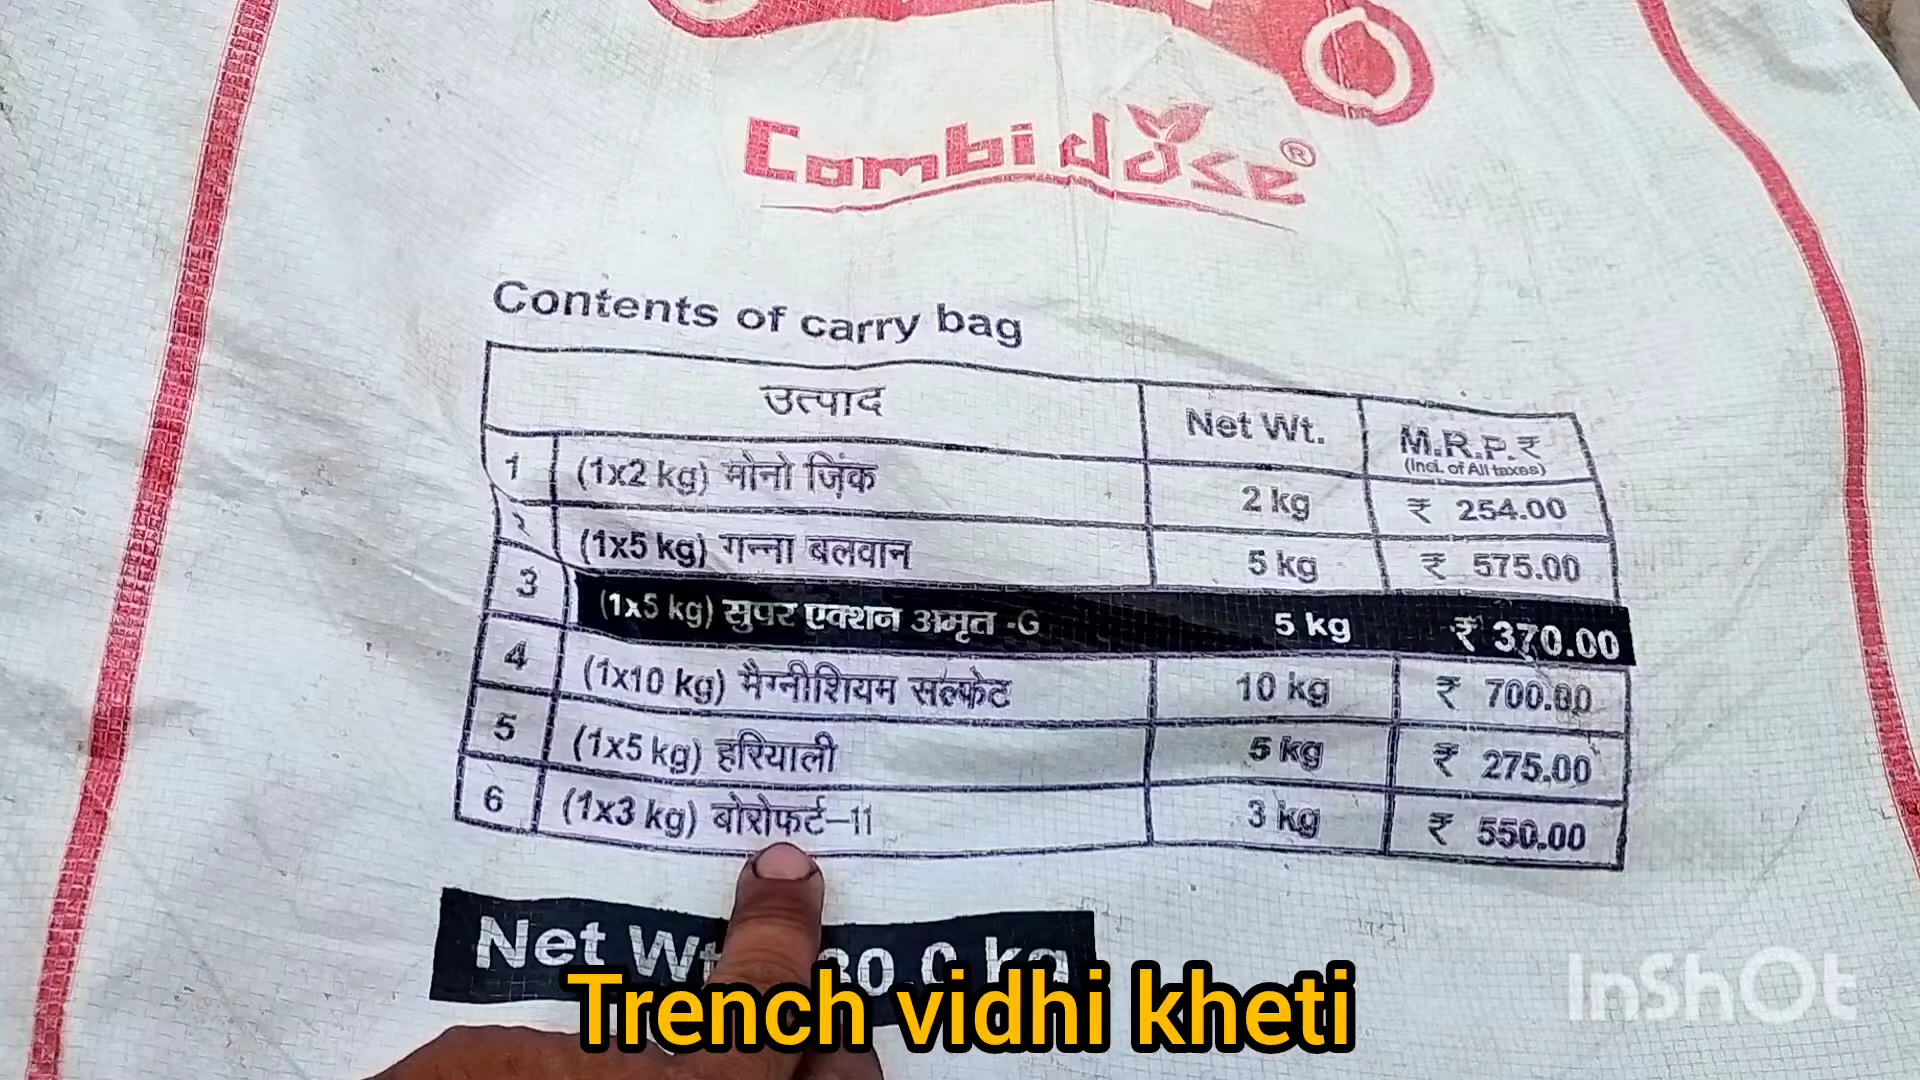 Combidose®
Contents of carry bag
उत्पाद Net Wt. M.R.P.₹
(Incl. of All taxes)
1 (1x2 kg) मोनो ज़िंक 2 kg ₹ 254.00
2 (1x5 kg) गन्ना बलवान 5 kg ₹ 575.00
3 (1x5 kg) सुपर एक्शन अमृत -G 5 kg ₹ 370.00
4 (1x10 kg) मैग्नीशियम सल्फेट 10 kg ₹ 700.00
5 (1x5 kg) हरियाली 5 kg ₹ 275.00
6 (1x3 kg) बोरोफर्ट-11 3 kg ₹ 550.00
Net Wt. 30.0 kg
Trench vidhi kheti
InShOt